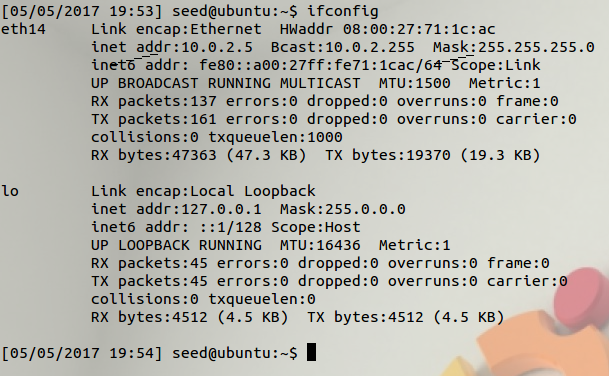 [05/05/2017 19:53] seed@ubuntu:~$ ifconfig
eth14     Link encap:Ethernet  HWaddr 08:00:27:71:1c:ac
          inet addr:10.0.2.5  Bcast:10.0.2.255  Mask:255.255.255.0
          inet6 addr: fe80::a00:27ff:fe71:1cac/64 Scope:Link
          UP BROADCAST RUNNING MULTICAST  MTU:1500  Metric:1
          RX packets:137 errors:0 dropped:0 overruns:0 frame:0
          TX packets:161 errors:0 dropped:0 overruns:0 carrier:0
          collisions:0 txqueuelen:1000
          RX bytes:47363 (47.3 KB)  TX bytes:19370 (19.3 KB)

lo        Link encap:Local Loopback
          inet addr:127.0.0.1  Mask:255.0.0.0
          inet6 addr: ::1/128 Scope:Host
          UP LOOPBACK RUNNING  MTU:16436  Metric:1
          RX packets:45 errors:0 dropped:0 overruns:0 frame:0
          TX packets:45 errors:0 dropped:0 overruns:0 carrier:0
          collisions:0 txqueuelen:0
          RX bytes:4512 (4.5 KB)  TX bytes:4512 (4.5 KB)

[05/05/2017 19:54] seed@ubuntu:~$